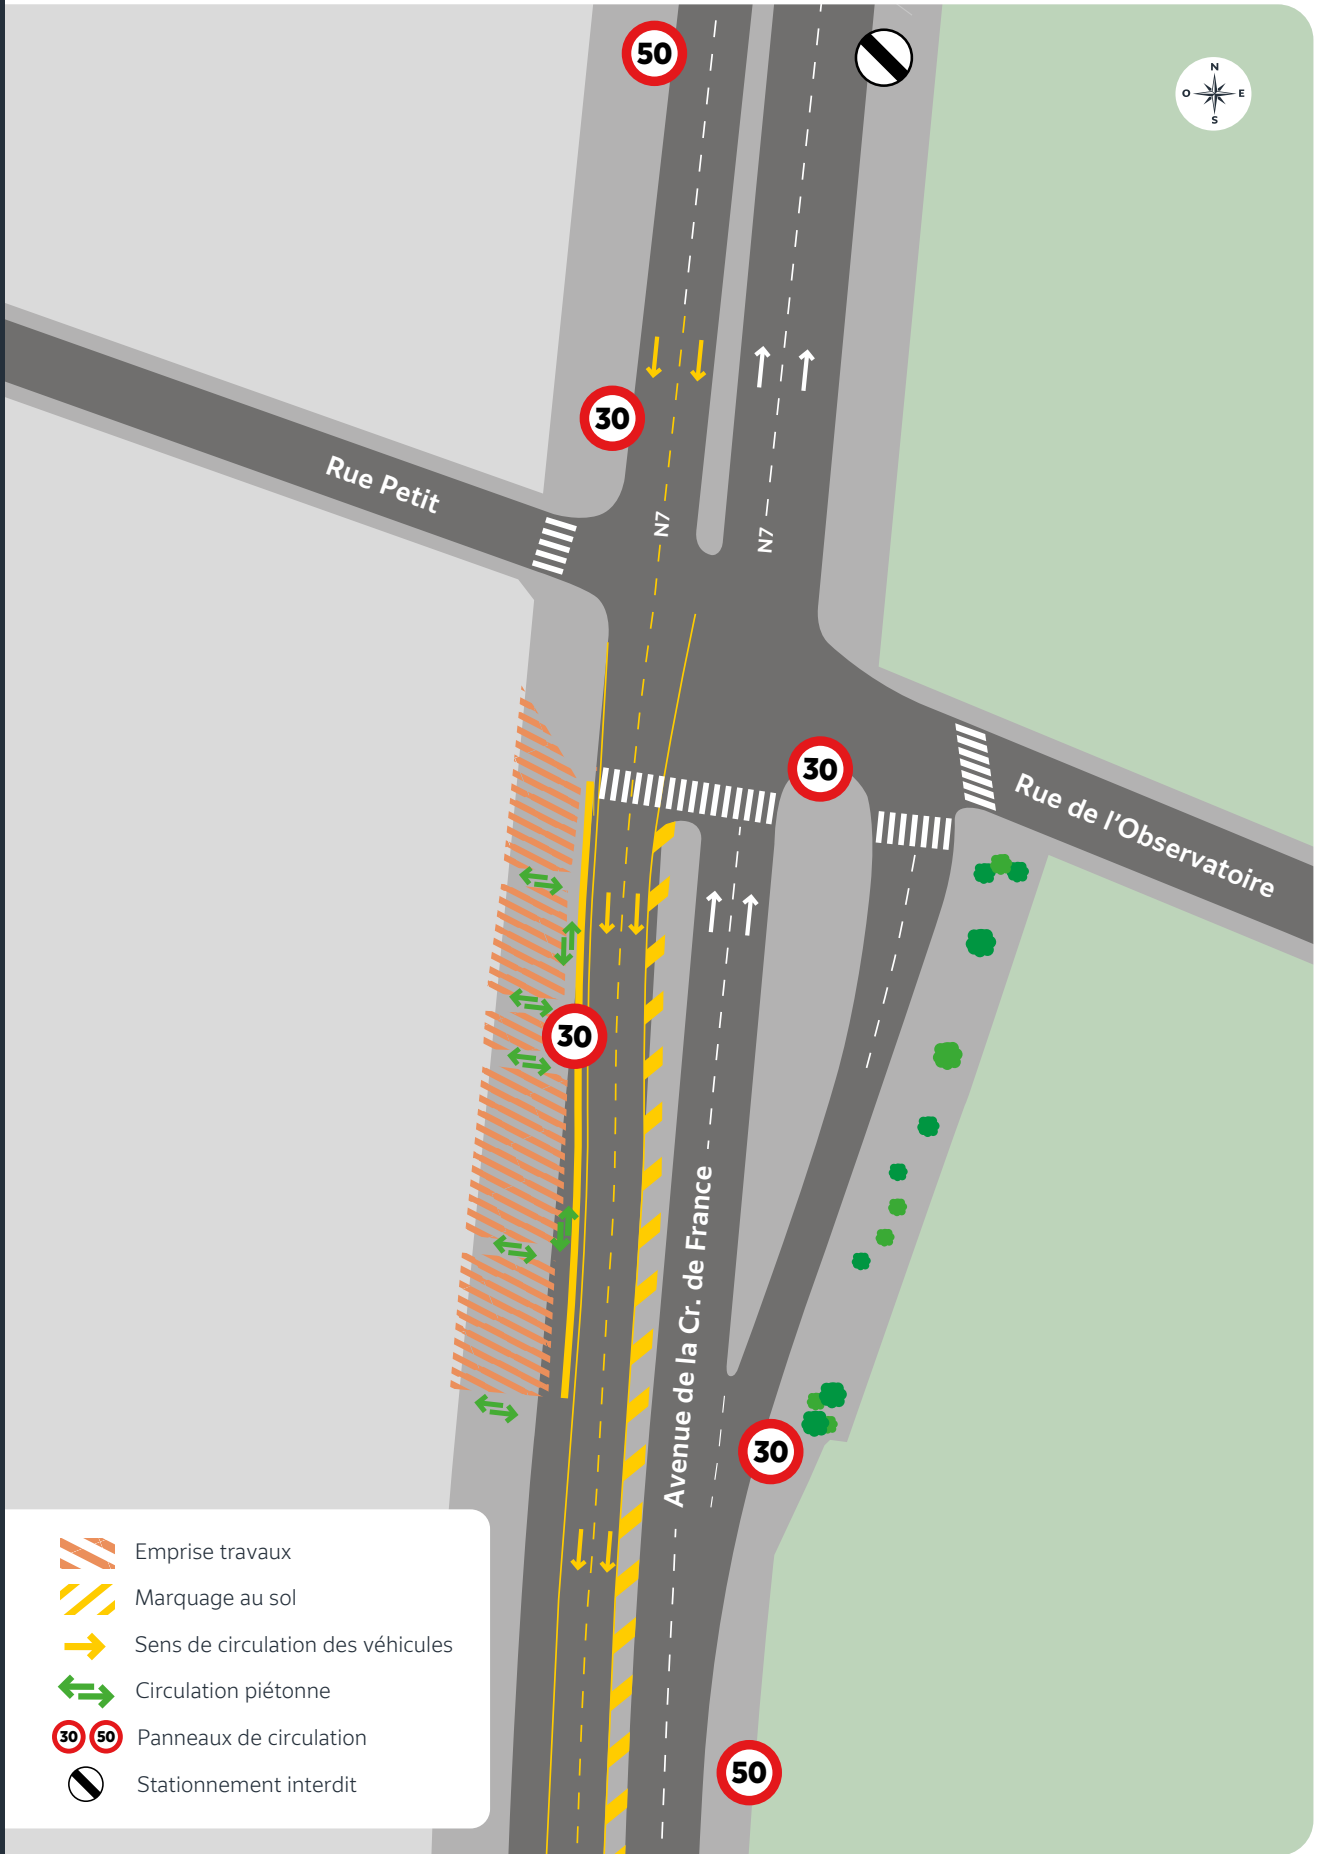 50
N
O E
S
30
Rue Petit
N7
N7
30
Rue de l'Observatoire
30
Avenue de la Cr. de France
30
50
Emprise travaux
Marquage au sol
Sens de circulation des véhicules
Circulation piétonne
30 50 Panneaux de circulation
Stationnement interdit